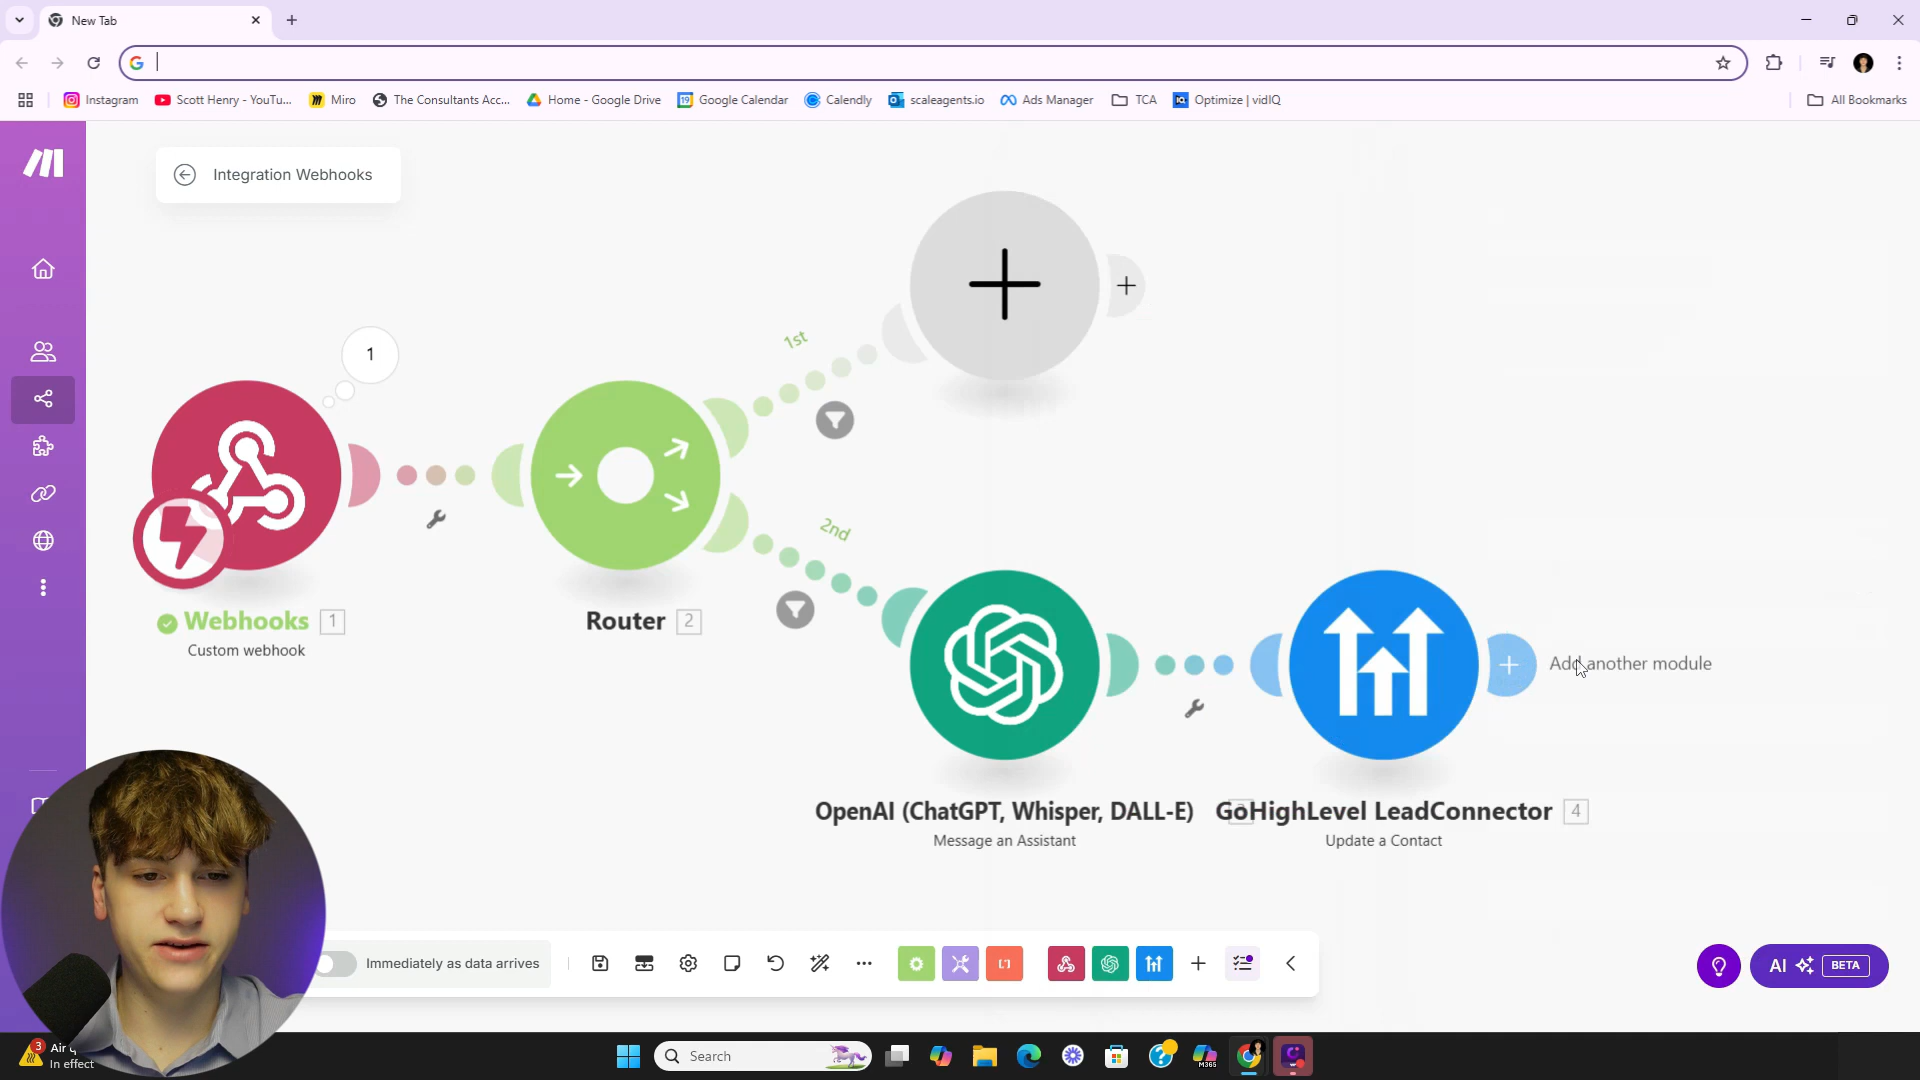 New Tab
Instagram
Scott Henry - YouTu...
Miro
The Consultants Acc...
Home - Google Drive
Google Calendar
Calendly
scaleagents.io
Ads Manager
TCA
Optimize | vidIQ
All Bookmarks
Integration Webhooks
1st
1
2nd
Webhooks 1
Custom webhook
Router 2
Add another module
OpenAI (ChatGPT, Whisper, DALL-E)
Message an Assistant
GoHighLevel LeadConnector 4
Update a Contact
Immediately as data arrives
AI BETA
3
Air
In effect
Search
M365